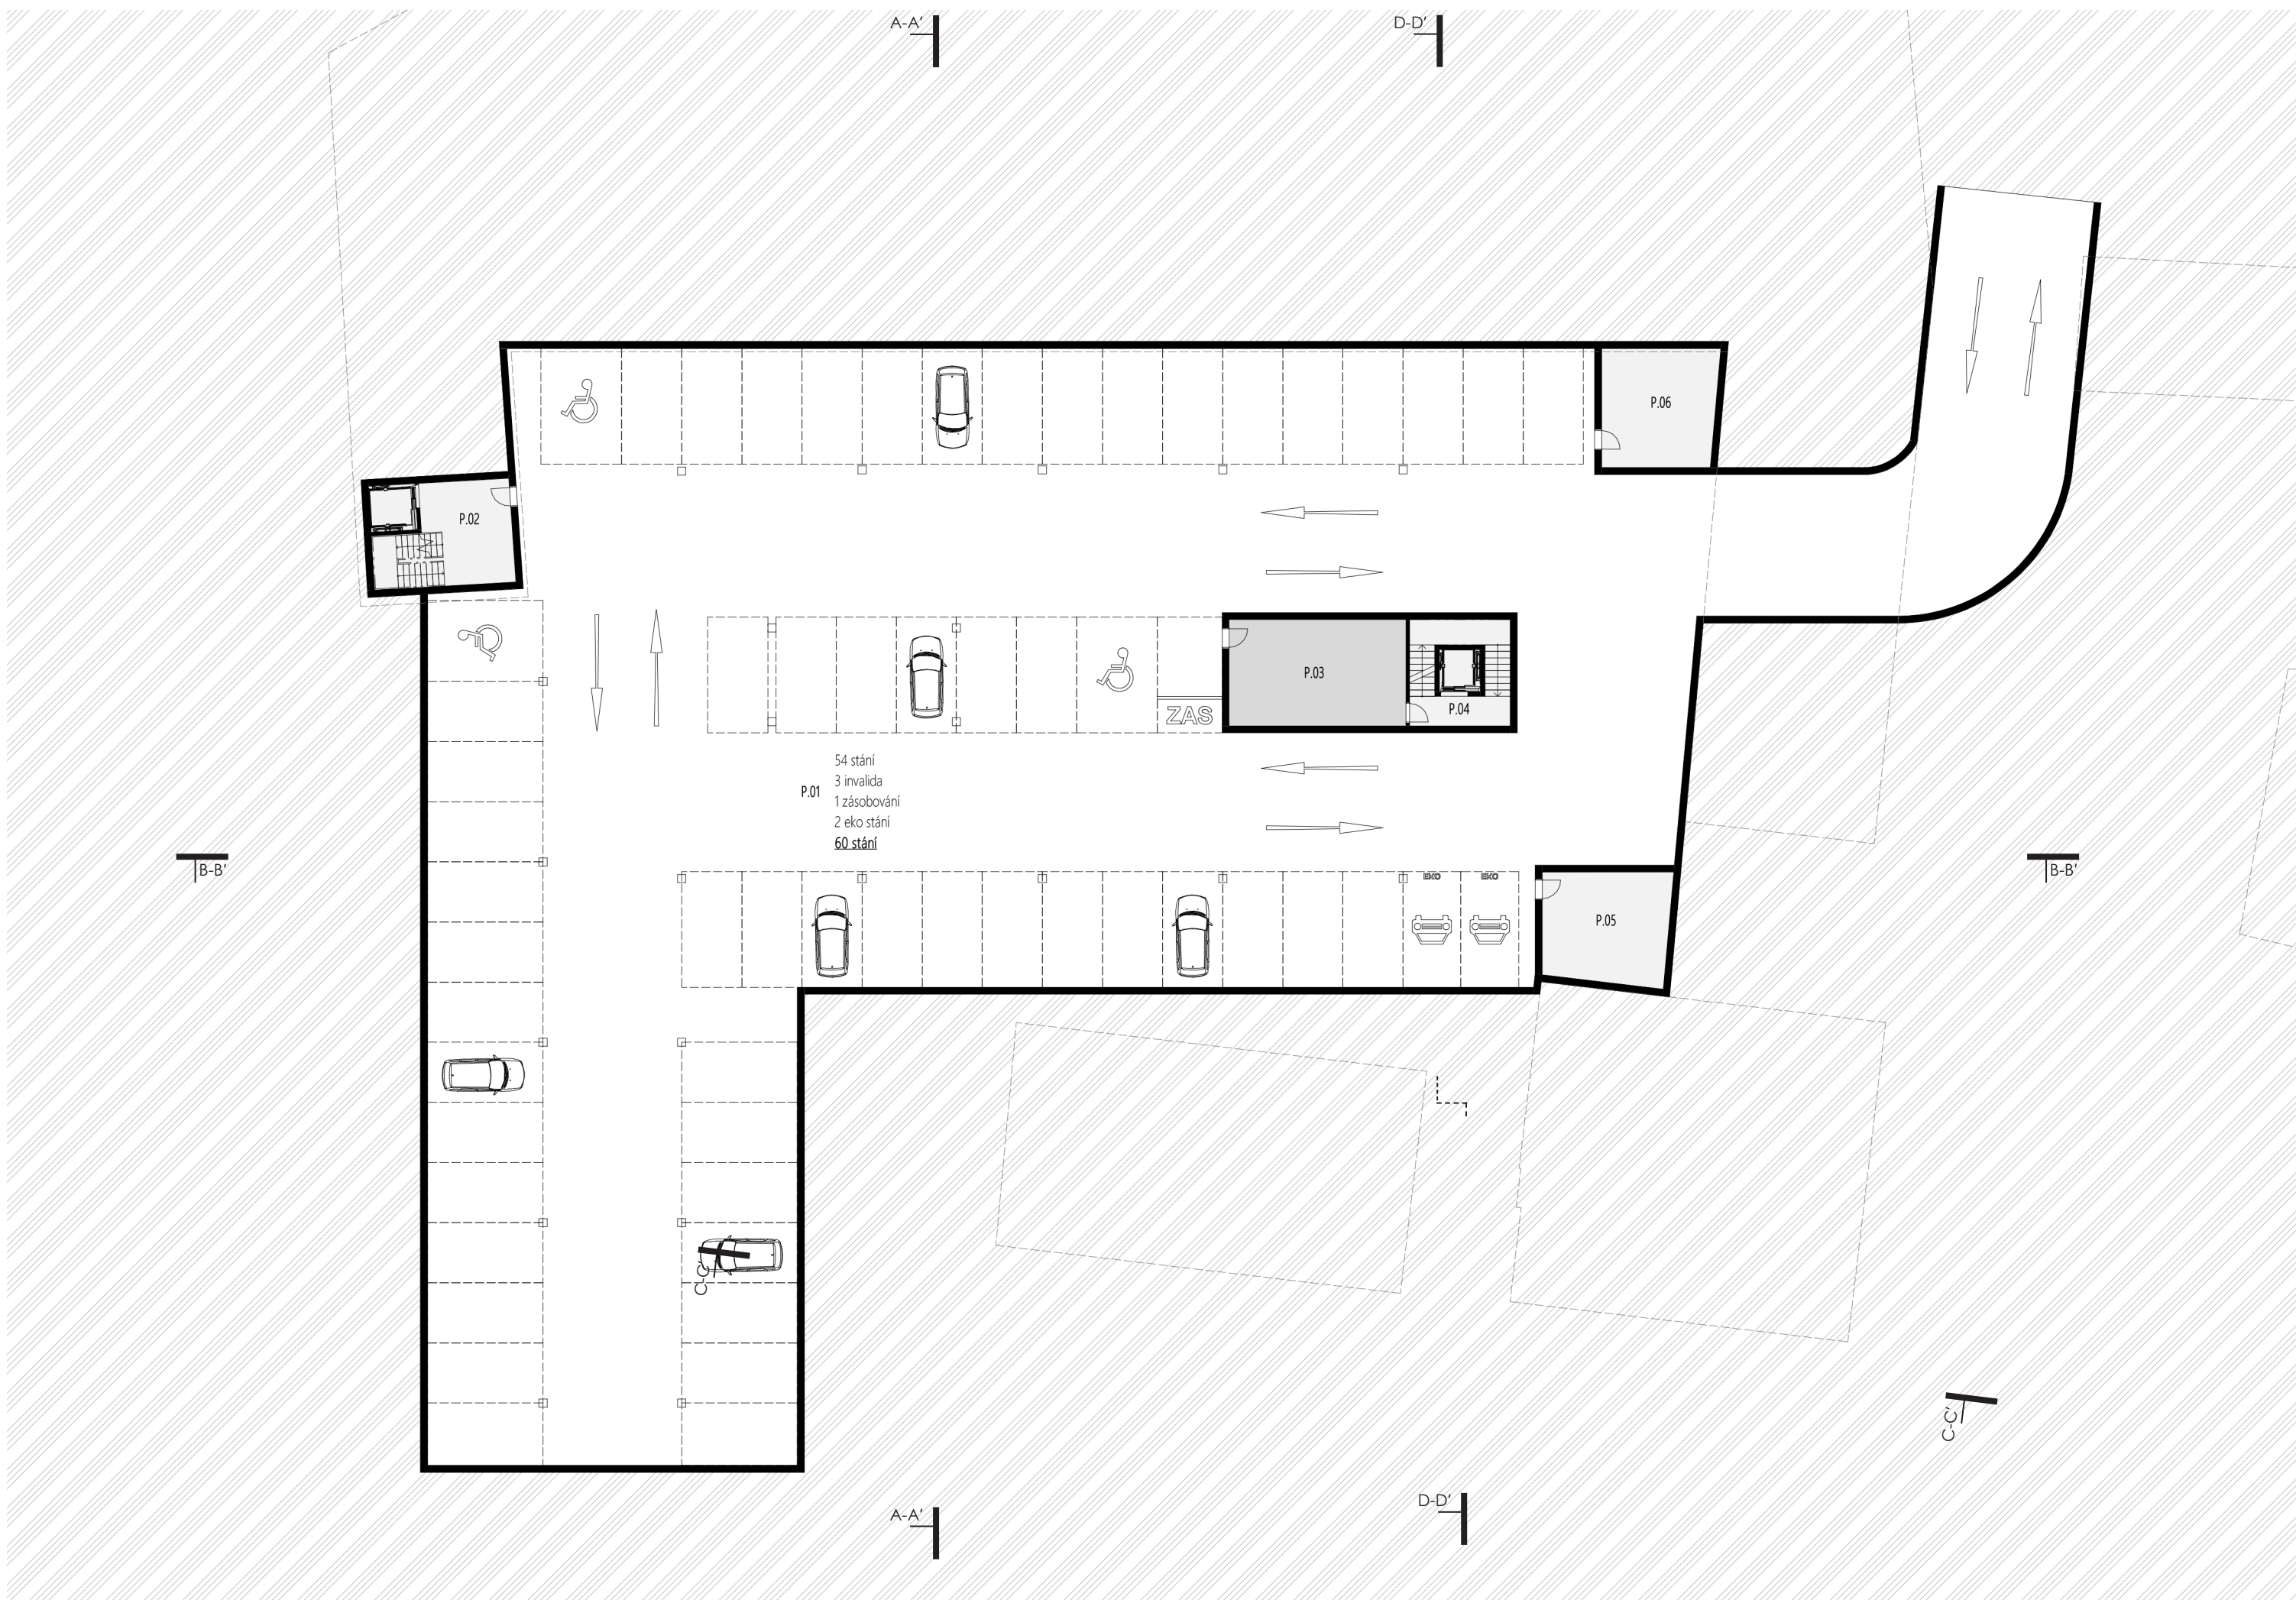 A-A'
D-D'
P.06
P.02
P.03
P.04
ZAS
P.01
54 stání
3 invalida
1 zásobování
2 eko stání
60 stání
B-B'
B-B'
EKO
EKO
P.05
C-C'
C-C'
A-A'
D-D'